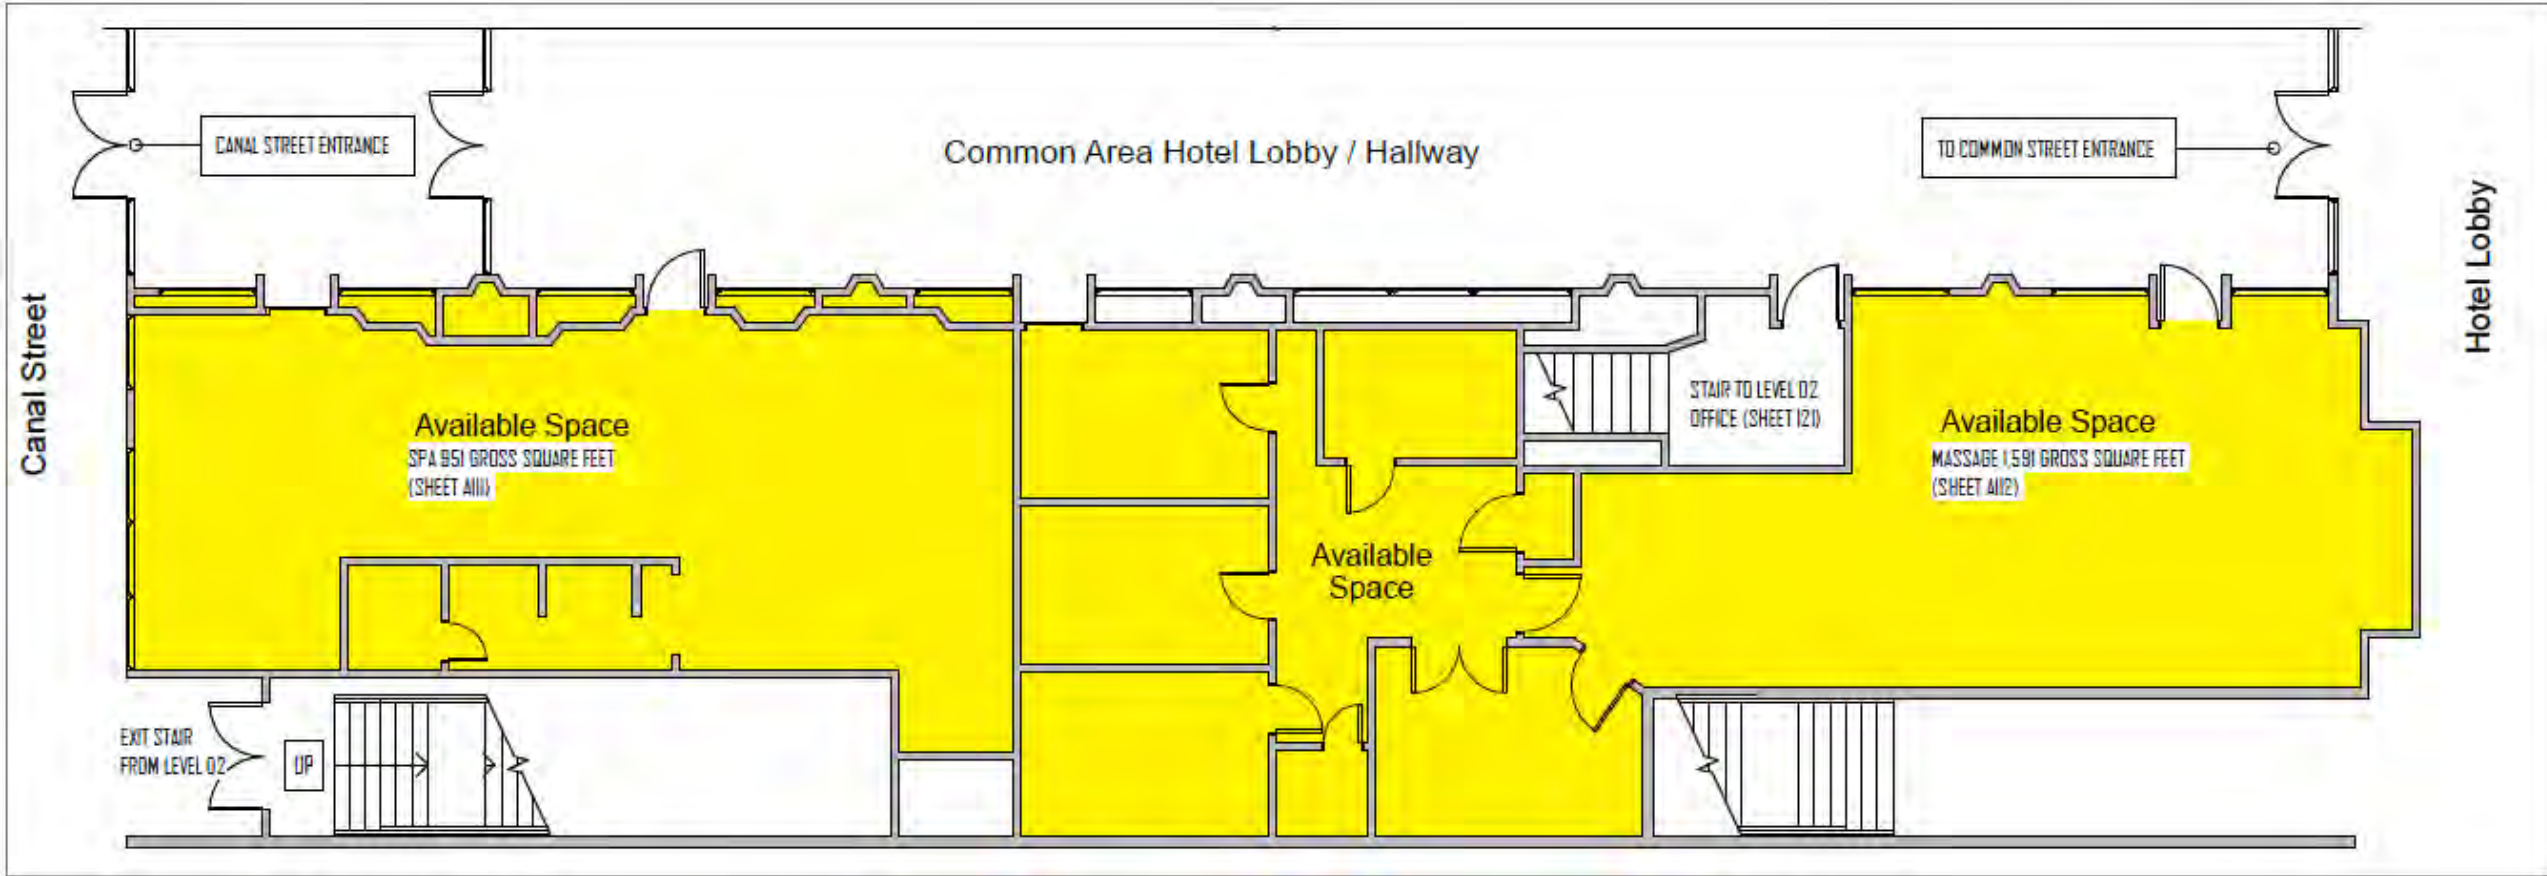 CANAL STREET ENTRANCE
Common Area Hotel Lobby / Hallway
TO COMMON STREET ENTRANCE
Canal Street
Hotel Lobby
Available Space
SPA 951 GROSS SQUARE FEET
(SHEET A111)
STAIR TO LEVEL 02
OFFICE (SHEET 121)
Available Space
MASSAGE 1,591 GROSS SQUARE FEET
(SHEET A112)
Available
Space
EXIT STAIR
FROM LEVEL 02
UP